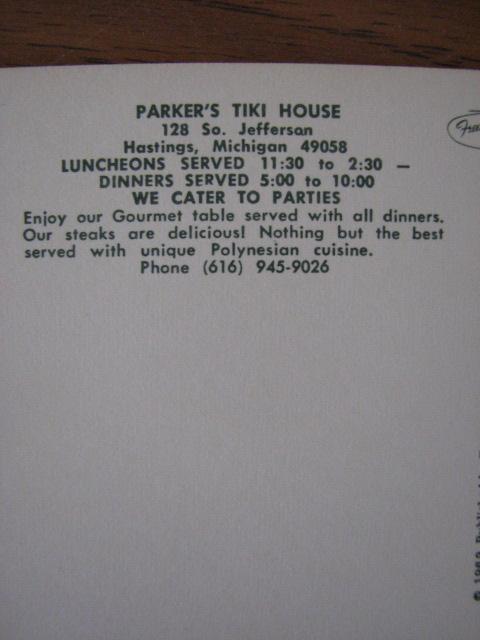 PARKER'S TIKI HOUSE
128 So. Jefferson
Hastings, Michigan 49058
LUNCHEONS SERVED 11:30 to 2:30 —
DINNERS SERVED 5:00 to 10:00
WE CATER TO PARTIES
Enjoy our Gourmet table served with all dinners.
Our steaks are delicious! Nothing but the best
served with unique Polynesian cuisine.
Phone (616) 945-9026